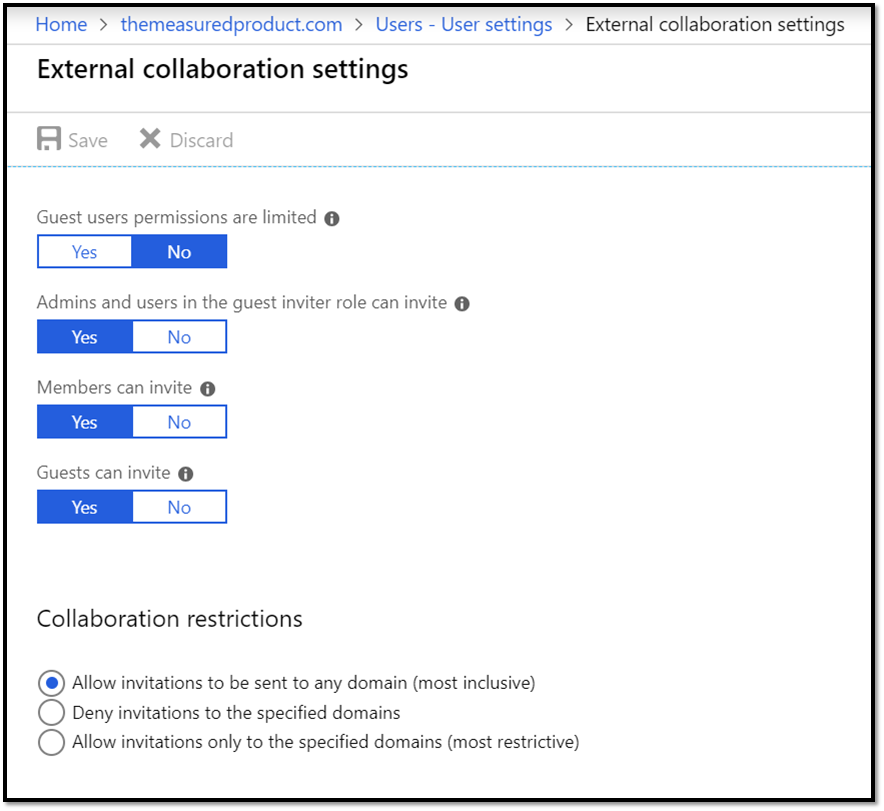 Home > themeasuredproduct.com > Users - User settings > External collaboration settings
External collaboration settings
Save Discard
Guest users permissions are limited
Yes No
Admins and users in the guest inviter role can invite
Yes No
Members can invite
Yes No
Guests can invite
Yes No
Collaboration restrictions
Allow invitations to be sent to any domain (most inclusive)
Deny invitations to the specified domains
Allow invitations only to the specified domains (most restrictive)